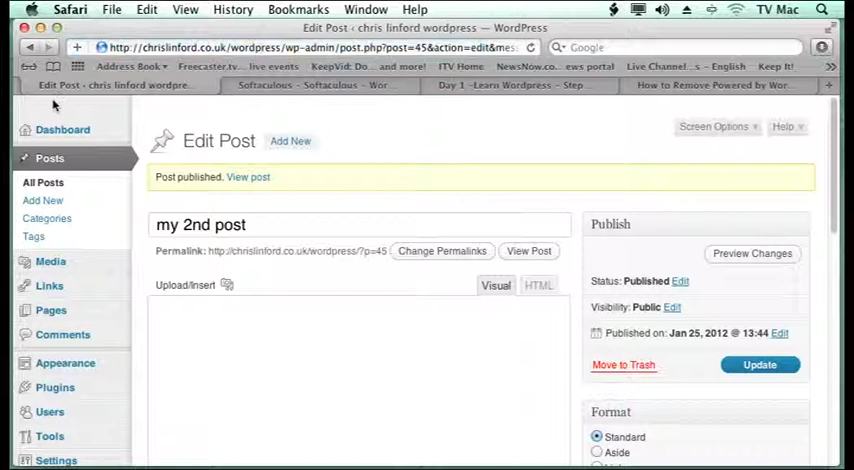 Safari File Edit View History Bookmarks Window Help TV Mac
Edit Post ‹ chris linford wordpress — WordPress
http://chrislinford.co.uk/wordpress/wp-admin/post.php?post=45&action=edit&mes Google
Address Book Freecaster.tv... live events KeepVid: Do... and more! ITV Home NewsNow.co... ews portal Live Channel... – English Keep It!
Edit Post ‹ chris linford wordpre... Softaculous - Softaculous - Wor... Day 1 -Learn Wordpress - Step... How to Remove Powered by Wor...
Screen Options Help
Dashboard
Edit Post Add New
Posts
Post published. View post
All Posts
Add New
Categories
Tags
my 2nd post
Publish
Permalink: http://chrislinford.co.uk/wordpress/?p=45 Change Permalinks View Post
Preview Changes
Media
Links
Pages
Comments
Appearance
Plugins
Users
Tools
Settings
Upload/Insert Visual HTML
Status: Published Edit
Visibility: Public Edit
Published on: Jan 25, 2012 @ 13:44 Edit
Move to Trash Update
Format
Standard
Aside